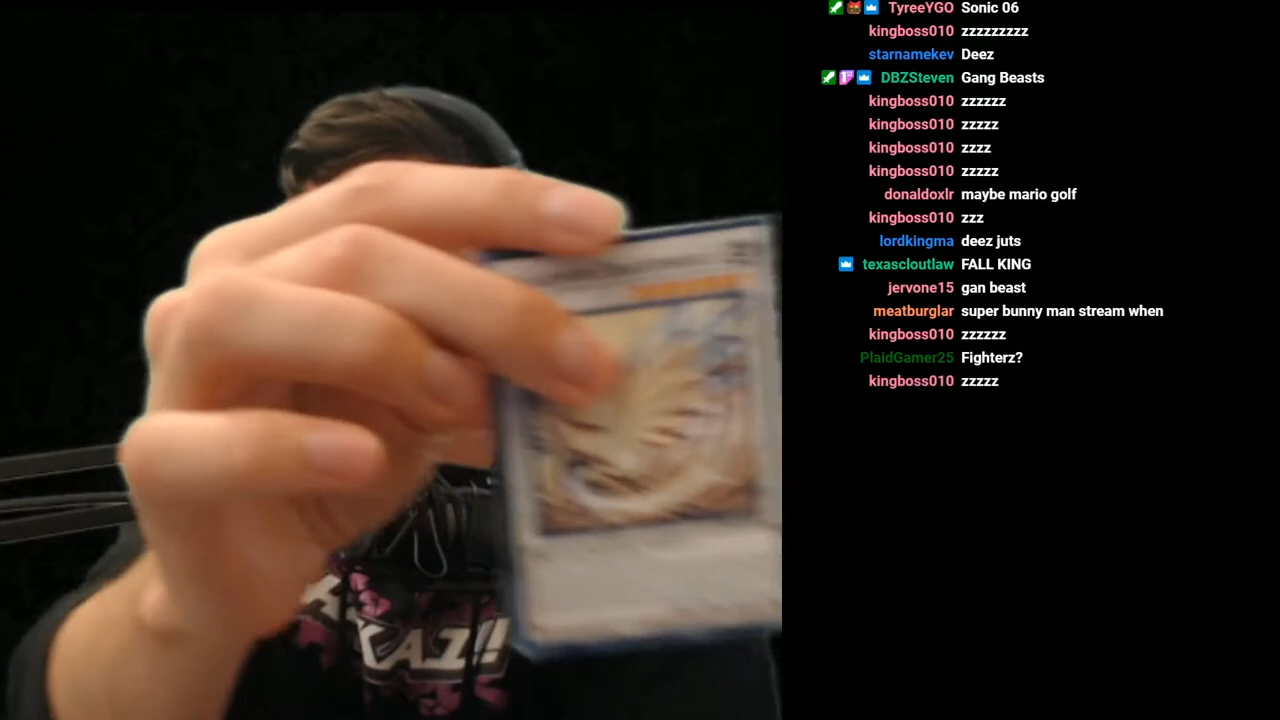 TyreeYGO Sonic 06
kingboss010 zzzzzzzzz
starnamekev Deez
DBZSteven Gang Beasts
kingboss010 zzzzzz
kingboss010 zzzzz
kingboss010 zzzz
kingboss010 zzzzz
donaldoxlr maybe mario golf
kingboss010 zzz
lordkingma deez juts
texascloutlaw FALL KING
jervone15 gan beast
meatburglar super bunny man stream when
kingboss010 zzzzzz
PlaidGamer25 Fighterz?
kingboss010 zzzzz